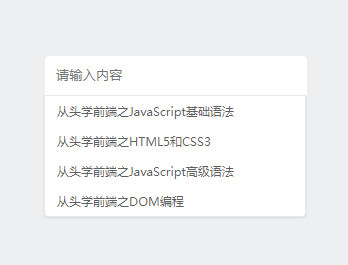 请输入内容
从头学前端之JavaScript基础语法
从头学前端之HTML5和CSS3
从头学前端之JavaScript高级语法
从头学前端之DOM编程